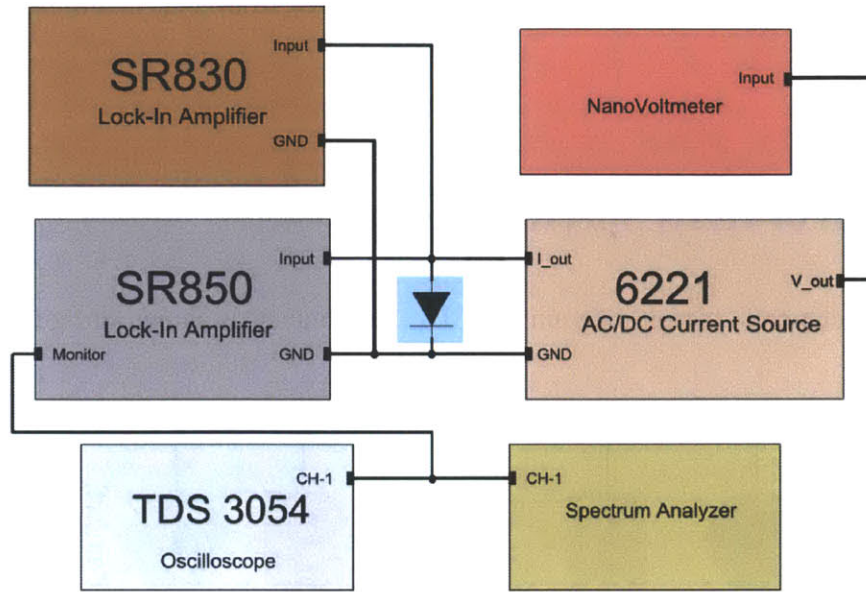 Input
SR830
Lock-In Amplifier
GND
Input
NanoVoltmeter
Input
SR850
Lock-In Amplifier
Monitor
GND
I_out
6221
V_out
AC/DC Current Source
GND
CH-1
TDS 3054
Oscilloscope
CH-1
Spectrum Analyzer